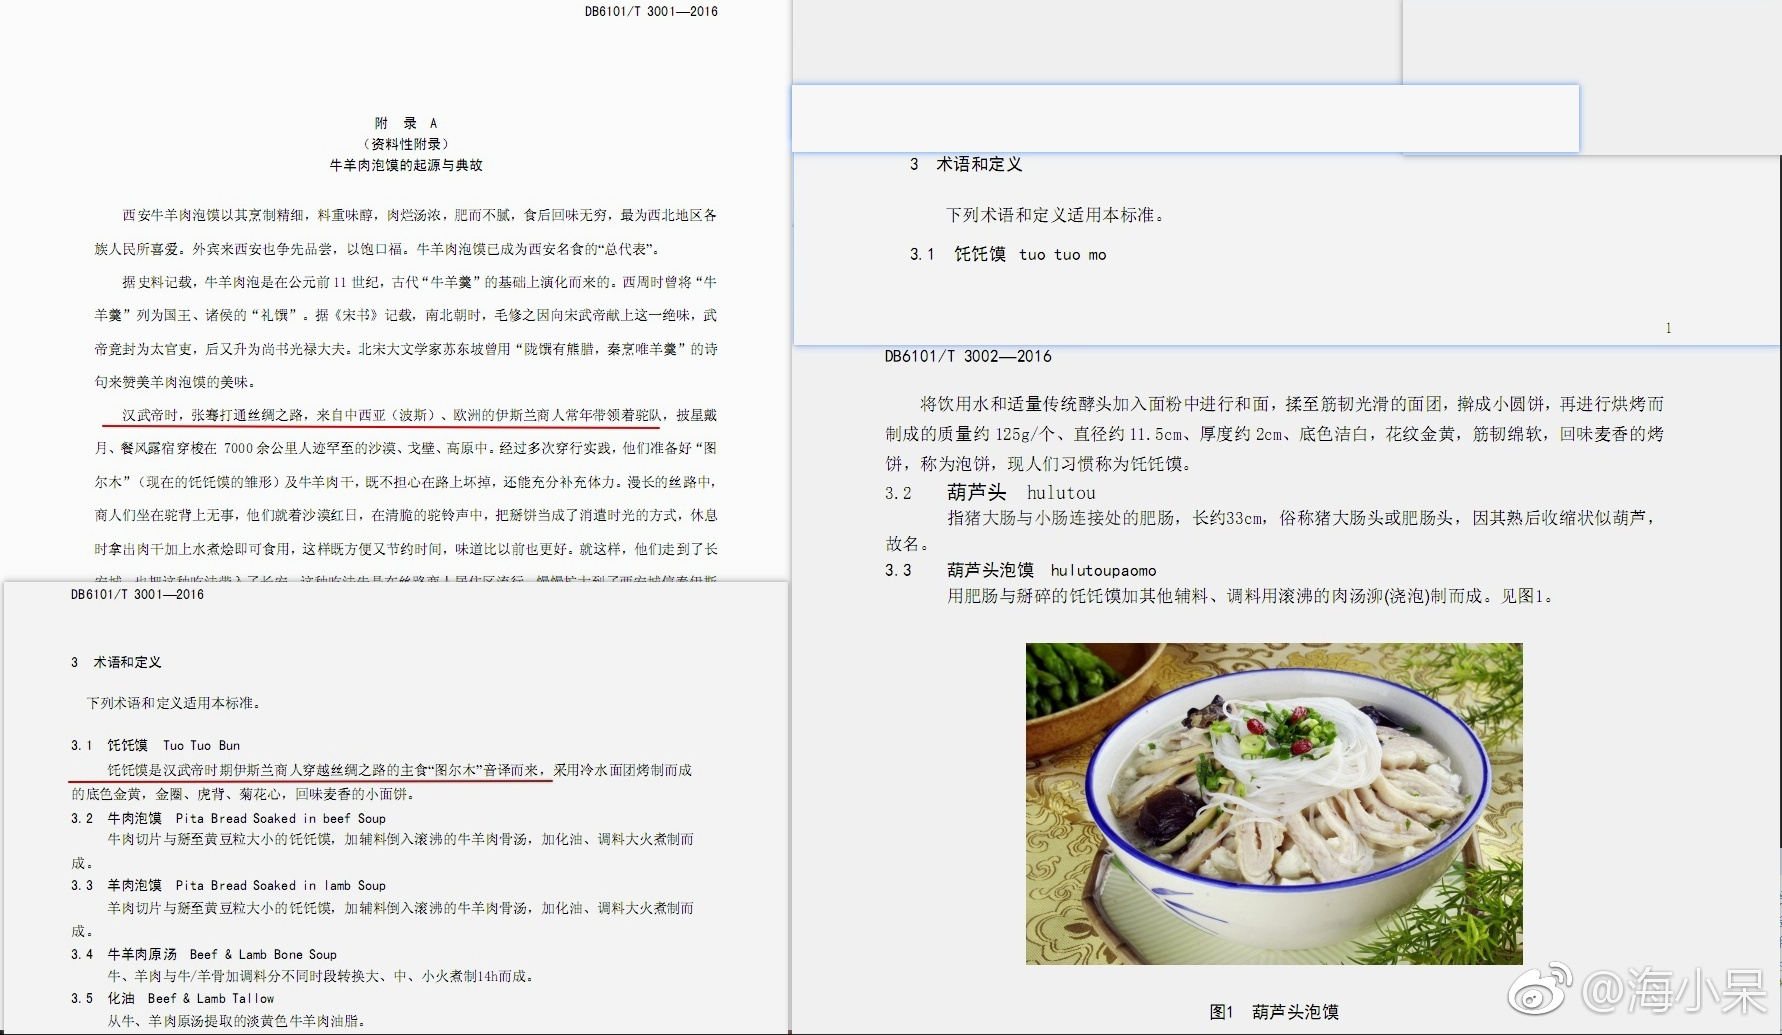 DB6101/T 3001—2016
附 录 A
（资料性附录）
牛羊肉泡馍的起源与典故
西安牛羊肉泡馍以其烹制精细，料重味醇，肉烂汤浓，肥而不腻，食后回味无穷，最为西北地区各
族人民所喜爱。外宾来西安也争先品尝，以饱口福。牛羊肉泡馍已成为西安名食的“总代表”。
据史料记载，牛羊肉泡是在公元前 11 世纪，古代“牛羊羹”的基础上演化而来的。西周时曾将“牛
羊羹”列为国王、诸侯的“礼馔”。据《宋书》记载，南北朝时，毛修之因向宋武帝献上这一绝味，武
帝竟封为太官吏，后又升为尚书光禄大夫。北宋大文学家苏东坡曾用“陇馔有熊腊，秦烹唯羊羹”的诗
句来赞美羊肉泡馍的美味。
汉武帝时，张骞打通丝绸之路，来自中西亚（波斯）、欧洲的伊斯兰商人常年带领着驼队，披星戴
月、餐风露宿穿梭在 7000 余公里人迹罕至的沙漠、戈壁、高原中。经过多次穿行实践，他们准备好“图
尔木”（现在的饦饦馍的雏形）及牛羊肉干，既不担心在路上坏掉，还能充分补充体力。漫长的丝路中，
商人们坐在驼背上无事，他们就着沙漠红日，在清脆的驼铃声中，把掰饼当成了消遣时光的方式，休息
时拿出肉干加上水煮烩即可食用，这样既方便又节约时间，味道比以前也更好。就这样，他们走到了长
DB6101/T 3001—2016
3 术语和定义
下列术语和定义适用本标准。
3.1 饦饦馍 Tuo Tuo Bun
饦饦馍是汉武帝时期伊斯兰商人穿越丝绸之路的主食“图尔木”音译而来，采用冷水面团烤制而成
的底色金黄，金圈、虎背、菊花心，回味麦香的小面饼。
3.2 牛肉泡馍 Pita Bread Soaked in beef Soup
牛肉切片与掰至黄豆粒大小的饦饦馍，加辅料倒入滚沸的牛羊肉骨汤，加化油、调料大火煮制而
成。
3.3 羊肉泡馍 Pita Bread Soaked in lamb Soup
羊肉切片与掰至黄豆粒大小的饦饦馍，加辅料倒入滚沸的牛羊肉骨汤，加化油、调料大火煮制而
成。
3.4 牛羊肉原汤 Beef & Lamb Bone Soup
牛、羊肉与牛/羊骨加调料分不同时段转换大、中、小火煮制14h而成。
3.5 化油 Beef & Lamb Tallow
从牛、羊肉原汤提取的淡黄色牛羊肉油脂。
3 术语和定义
下列术语和定义适用本标准。
3.1 饦饦馍 tuo tuo mo
1
DB6101/T 3002—2016
将饮用水和适量传统酵头加入面粉中进行和面，揉至筋韧光滑的面团，擀成小圆饼，再进行烘烤而
制成的质量约 125g/个、直径约 11.5cm、厚度约 2cm、底色洁白，花纹金黄，筋韧绵软，回味麦香的烤
饼，称为泡饼，现人们习惯称为饦饦馍。
3.2 葫芦头 hulutou
指猪大肠与小肠连接处的肥肠，长约33cm，俗称猪大肠头或肥肠头，因其熟后收缩状似葫芦，
故名。
3.3 葫芦头泡馍 hulutoupaomo
用肥肠与掰碎的饦饦馍加其他辅料、调料用滚沸的肉汤泖(浇泡)制而成。见图1。
图1 葫芦头泡馍
@海小呆